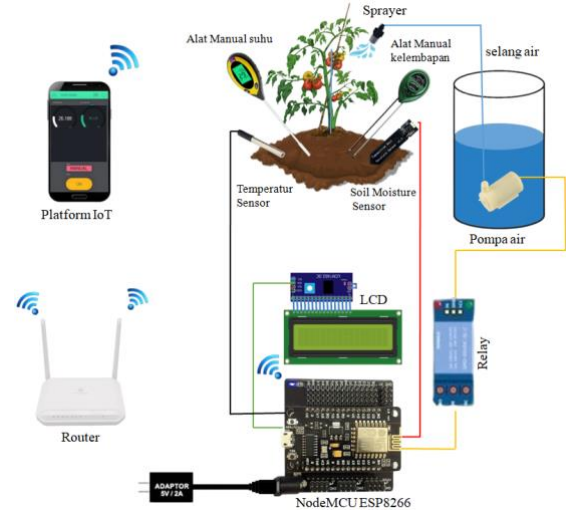 Sprayer
Alat Manual suhu
Alat Manual
kelembapan
selang air
Temperatur
Sensor
Soil Moisture
Sensor
Platform IoT
Pompa air
LCD
Relay
Router
ADAPTOR
5V / 2A
NodeMCU ESP8266